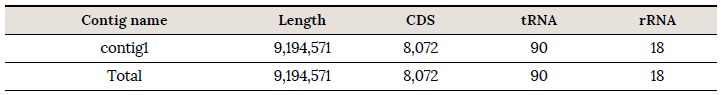 Contig name Length CDS tRNA rRNA
contig1 9,194,571 8,072 90 18
Total 9,194,571 8,072 90 18